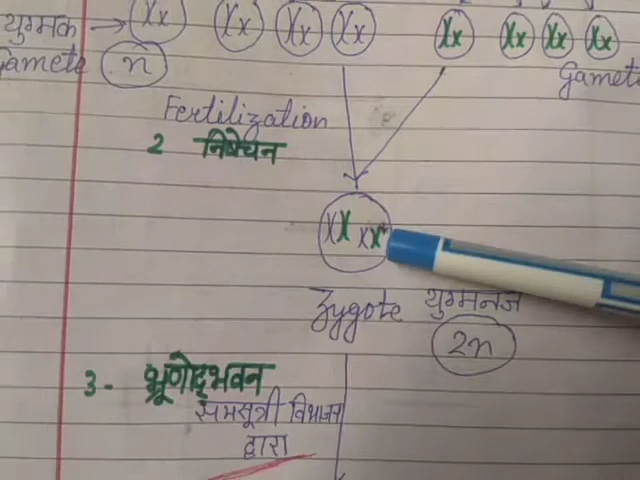 युग्मक → Xx Xx Xx Xx Xx Xx Xx Xx
Gamete n Gamet
Fertilization
2 निषेचन
XX xx
Zygote युग्मनज
2n
3- भ्रूणोद्भवन
समसूत्री विभाजन
द्वारा